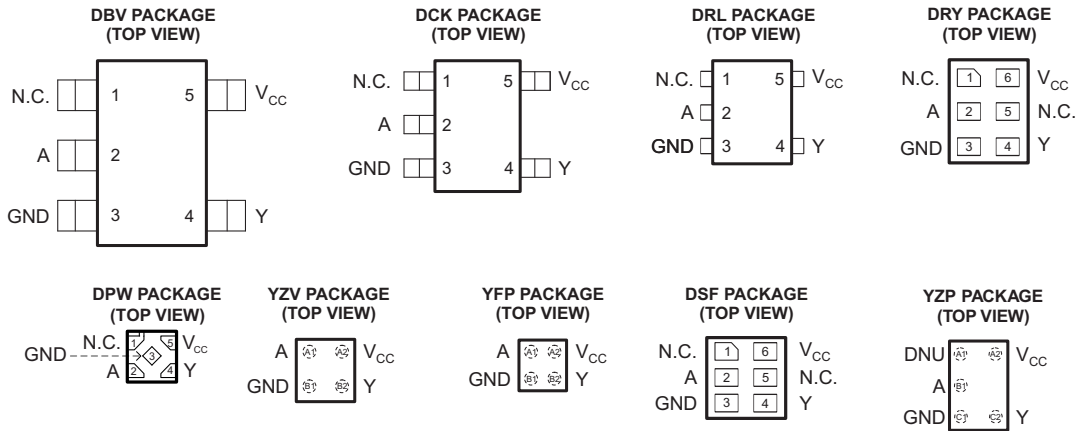 DBV PACKAGE
(TOP VIEW)
N.C. 1 5 VCC
A 2
GND 3 4 Y
DCK PACKAGE
(TOP VIEW)
N.C. 1 5 VCC
A 2
GND 3 4 Y
DRL PACKAGE
(TOP VIEW)
N.C. 1 5 VCC
A 2
GND 3 4 Y
DRY PACKAGE
(TOP VIEW)
N.C. 1 6 VCC
A 2 5 N.C.
GND 3 4 Y
DPW PACKAGE
(TOP VIEW)
N.C. 1 5 VCC
GND 3
A 2 4 Y
YZV PACKAGE
(TOP VIEW)
A A1 A2 VCC
GND B1 B2 Y
YFP PACKAGE
(TOP VIEW)
A A1 A2 VCC
GND B1 B2 Y
DSF PACKAGE
(TOP VIEW)
N.C. 1 6 VCC
A 2 5 N.C.
GND 3 4 Y
YZP PACKAGE
(TOP VIEW)
DNU A1 A2 VCC
A B1
GND C1 C2 Y